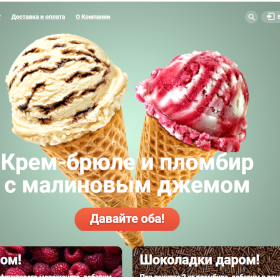 Доставка и оплата О Компании
Крем-брюле и пломбир
с малиновым джемом
Давайте оба!
ом! Шоколадки даром!